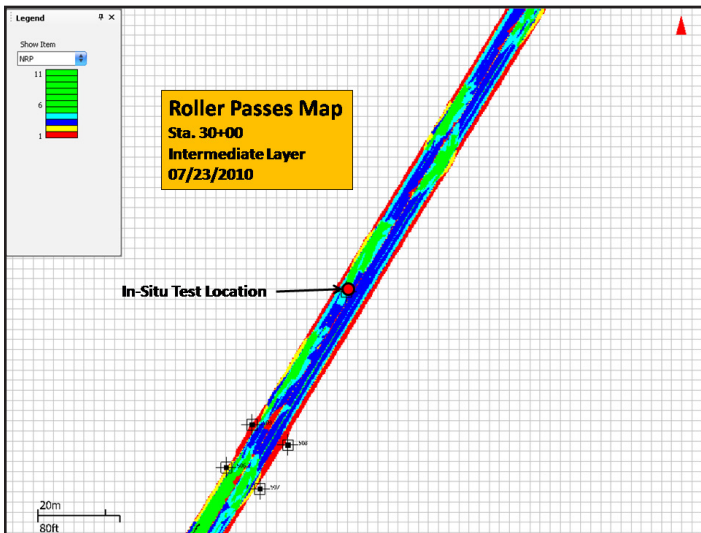 Legend
Show Item
NRP
11
6
1
Roller Passes Map
Sta. 30+00
Intermediate Layer
07/23/2010
In-Situ Test Location
20m
80ft